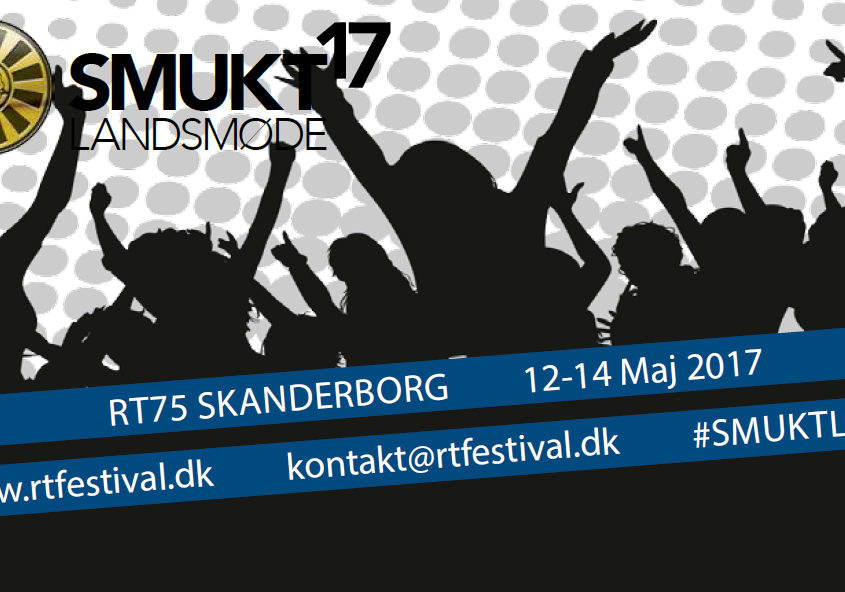 SMUKT17
LANDSMØDE
RT75 SKANDERBORG 12-14 Maj 2017
w.rtfestival.dk kontakt@rtfestival.dk #SMUKTL